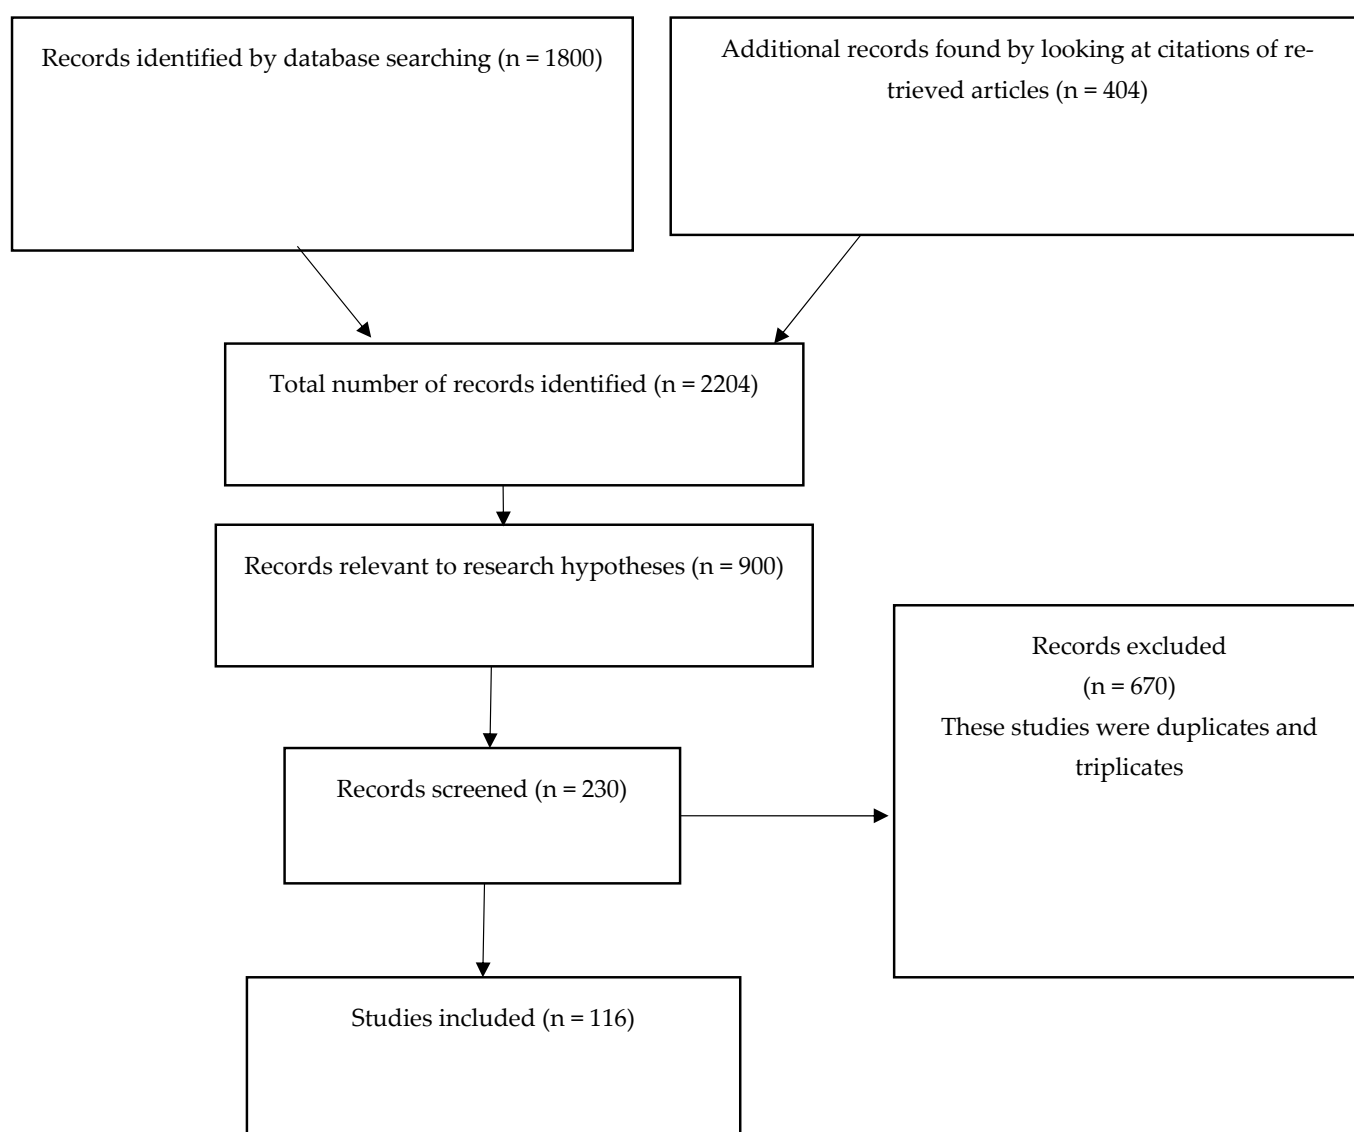 Records identified by database searching (n = 1800)
Additional records found by looking at citations of re-
trieved articles (n = 404)
Total number of records identified (n = 2204)
Records relevant to research hypotheses (n = 900)
Records excluded
(n = 670)
These studies were duplicates and
triplicates
Records screened (n = 230)
Studies included (n = 116)